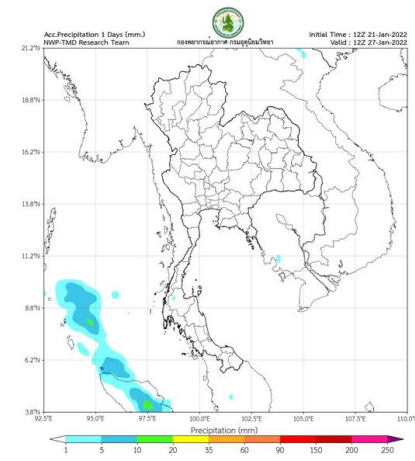 Acc.Precipitation 1 Days (mm.)
NWP-TMD Research Team
กองพยากรณ์อากาศ กรมอุตุนิยมวิทยา
Initial Time : 12Z 21-Jan-2022
Valid : 12Z 27-Jan-2022
21.2°N
18.8°N
16.2°N
13.8°N
11.2°N
8.8°N
6.2°N
3.8°N
92.5°E 95.0°E 97.5°E 100.0°E 102.5°E 105.0°E 107.5°E 110.0°E
Precipitation (mm)
1 5 10 20 35 60 90 150 200 250